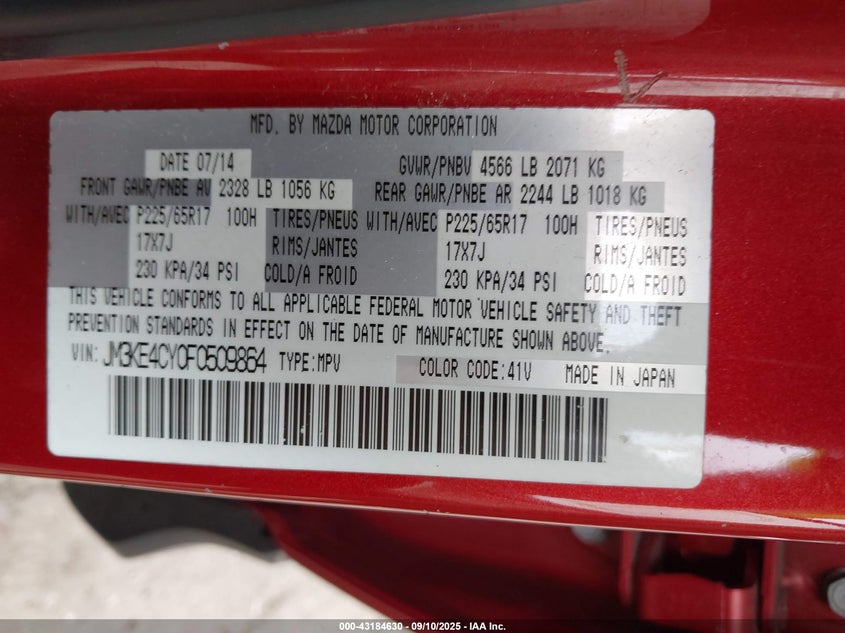 MFD. BY MAZDA MOTOR CORPORATION
DATE 07/14 GVWR/PNBV 4566 LB 2071 KG
FRONT GAWR/PNBE AV 2328 LB 1056 KG REAR GAWR/PNBE AR 2244 LB 1018 KG
WITH/AVEC P225/65R17 100H TIRES/PNEUS WITH/AVEC P225/65R17 100H TIRES/PNEUS
17X7J RIMS/JANTES 17X7J RIMS/JANTES
230 KPA/34 PSI COLD/A FROID 230 KPA/34 PSI COLD/A FROID
THIS VEHICLE CONFORMS TO ALL APPLICABLE FEDERAL MOTOR VEHICLE SAFETY AND THEFT
PREVENTION STANDARDS IN EFFECT ON THE DATE OF MANUFACTURE SHOWN ABOVE.
VIN: JM3KE4CY0F0509864 TYPE:MPV COLOR CODE:41V MADE IN JAPAN
000-43184630 - 09/10/2025 - IAA Inc.